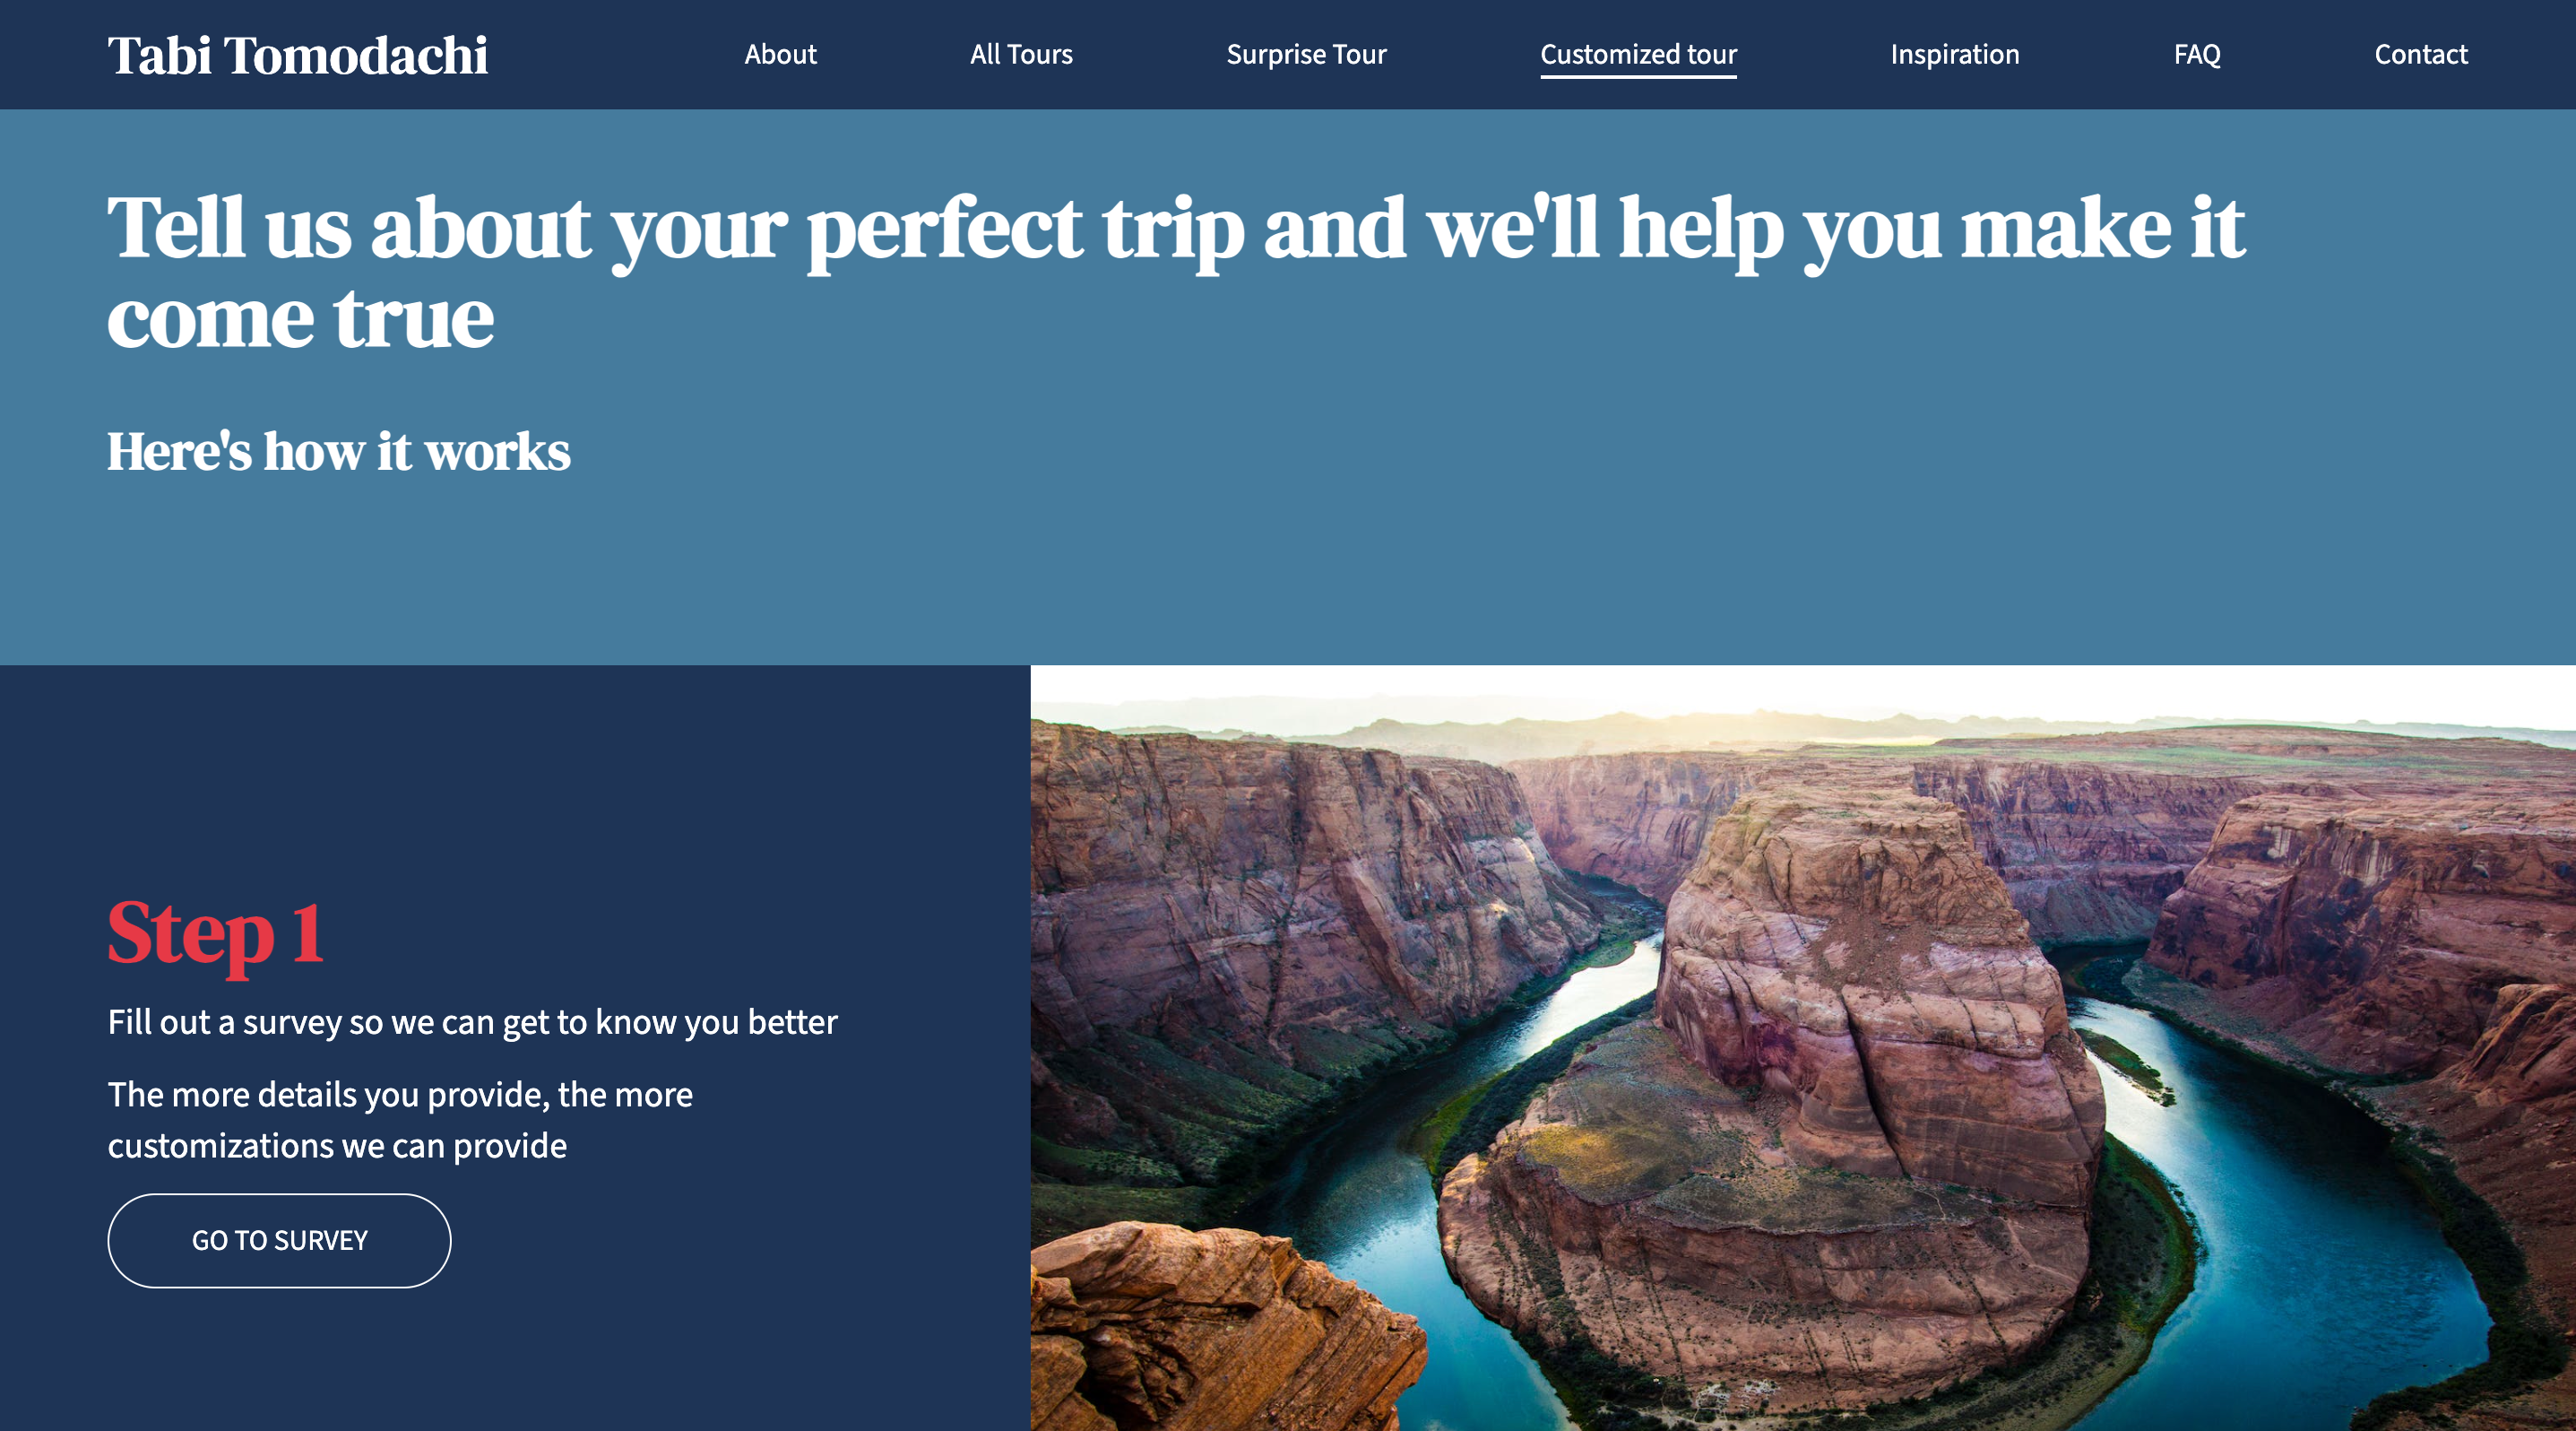 Tabi Tomodachi
About
All Tours
Surprise Tour
Customized tour
Inspiration
FAQ
Contact
Tell us about your perfect trip and we'll help you make it
come true
Here's how it works
Step 1
Fill out a survey so we can get to know you better
The more details you provide, the more
customizations we can provide
GO TO SURVEY